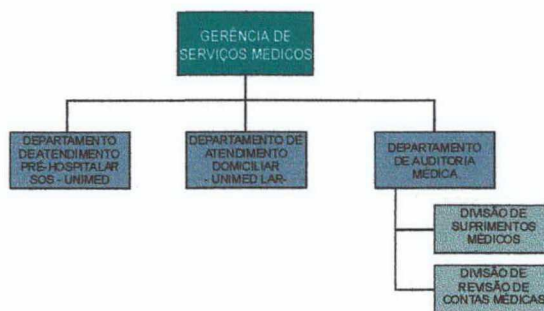 GERÊNCIA DE
SERVIÇOS MÉDICOS
DEPARTAMENTO
DE ATENDIMENTO
PRÉ-HOSPITALAR
SOS - UNIMED
DEPARTAMENTO DE
ATENDIMENTO
DOMICILIAR
- UNIMED LAR-
DEPARTAMENTO
DE AUDITORIA
MÉDICA
DIVISÃO DE
SUPRIMENTOS
MÉDICOS
DIVISÃO DE
REVISÃO DE
CONTAS MÉDICAS